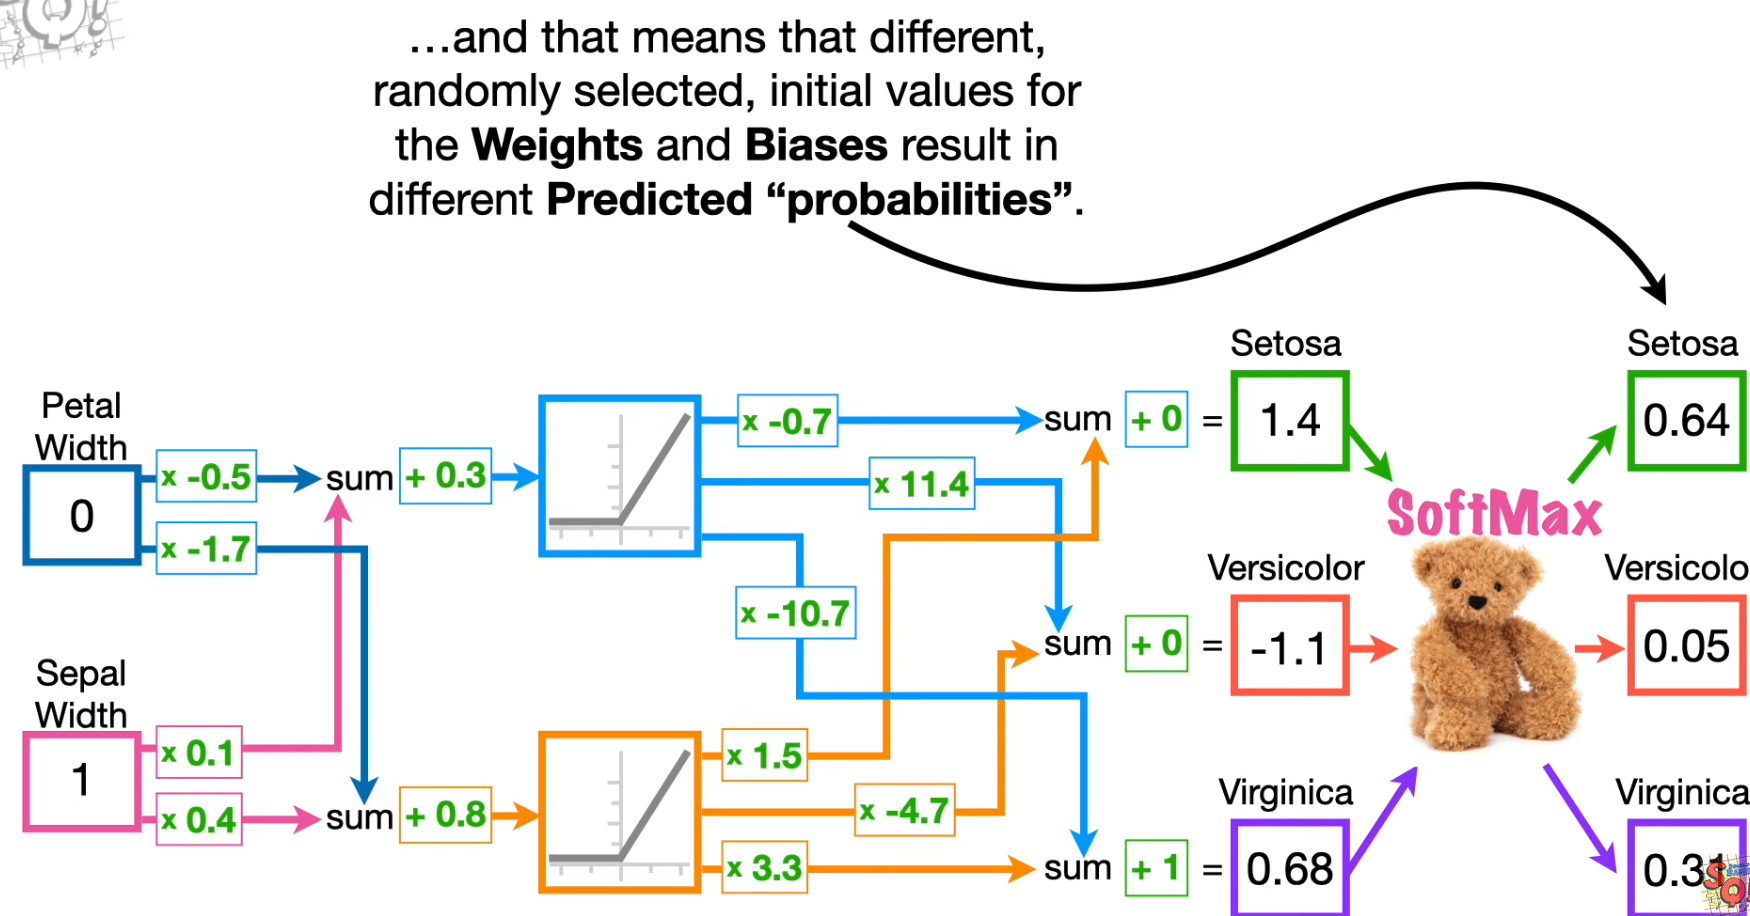 …and that means that different,
randomly selected, initial values for
the Weights and Biases result in
different Predicted “probabilities”.
Setosa
Setosa
Petal
Width
0
x -0.5
sum
+ 0.3
x -1.7
x -0.7
sum
+ 0
=
1.4
0.64
x 11.4
SoftMax
x -10.7
Versicolor
Versicolo
sum
+ 0
=
-1.1
0.05
Sepal
Width
1
x 0.1
x 0.4
sum
+ 0.8
x 1.5
x -4.7
x 3.3
Virginica
Virginica
sum
+ 1
=
0.68
0.31